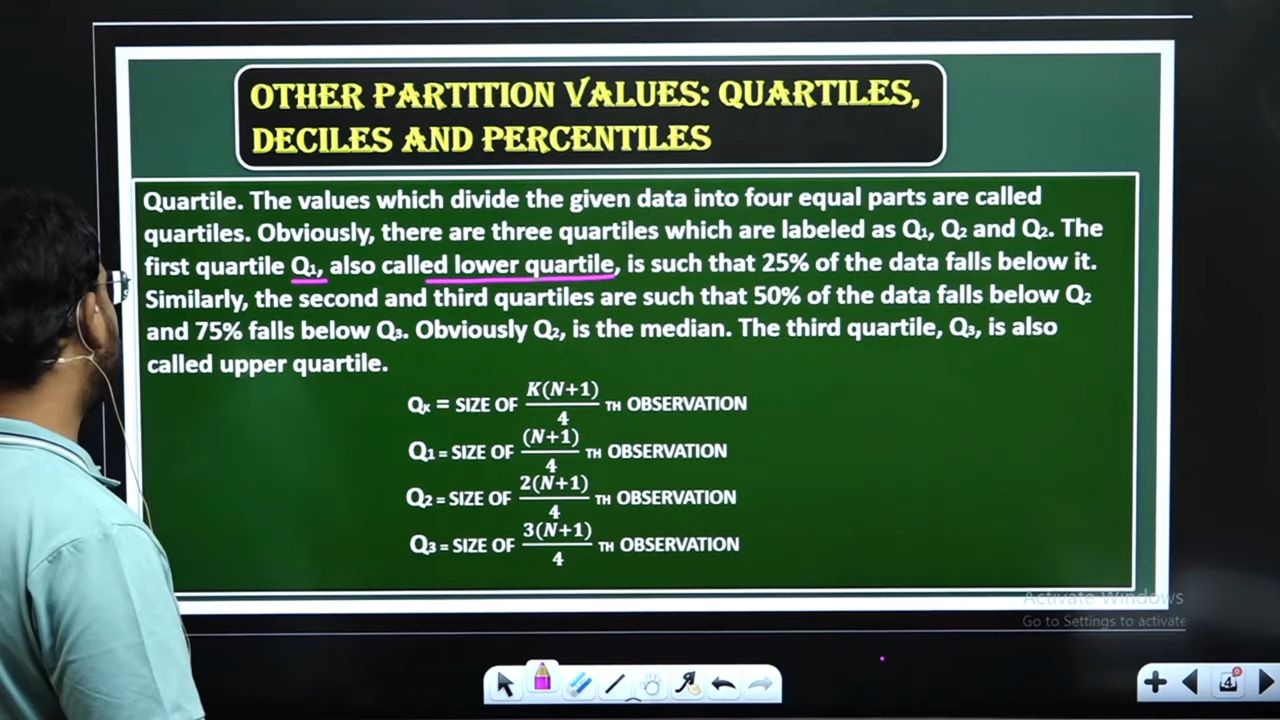 OTHER PARTITION VALUES: QUARTILES,
DECILES AND PERCENTILES
Quartile. The values which divide the given data into four equal parts are called
quartiles. Obviously, there are three quartiles which are labeled as Q₁, Q₂ and Q₂. The
first quartile Q₁, also called lower quartile, is such that 25% of the data falls below it.
Similarly, the second and third quartiles are such that 50% of the data falls below Q₂
and 75% falls below Q₃. Obviously Q₂, is the median. The third quartile, Q₃, is also
called upper quartile.
Qₖ = SIZE OF K(N+1)/4 TH OBSERVATION
Q₁ = SIZE OF (N+1)/4 TH OBSERVATION
Q₂ = SIZE OF 2(N+1)/4 TH OBSERVATION
Q₃ = SIZE OF 3(N+1)/4 TH OBSERVATION
Activate Windows
Go to Settings to activate
4